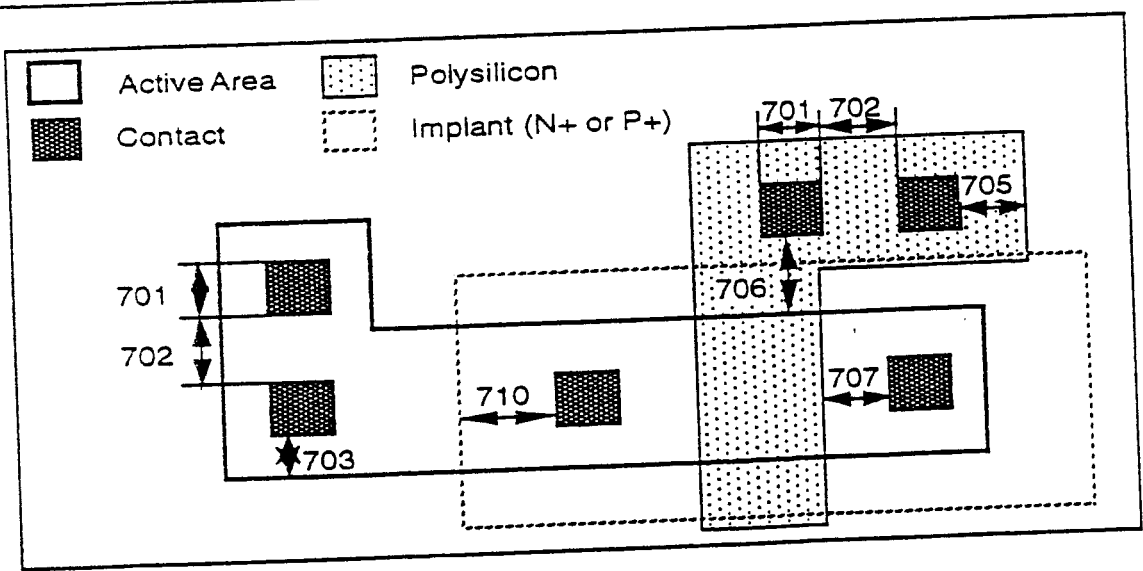 Active Area
Polysilicon
Contact
Implant (N+ or P+)
701 702
705
701
706
702
707
710
703